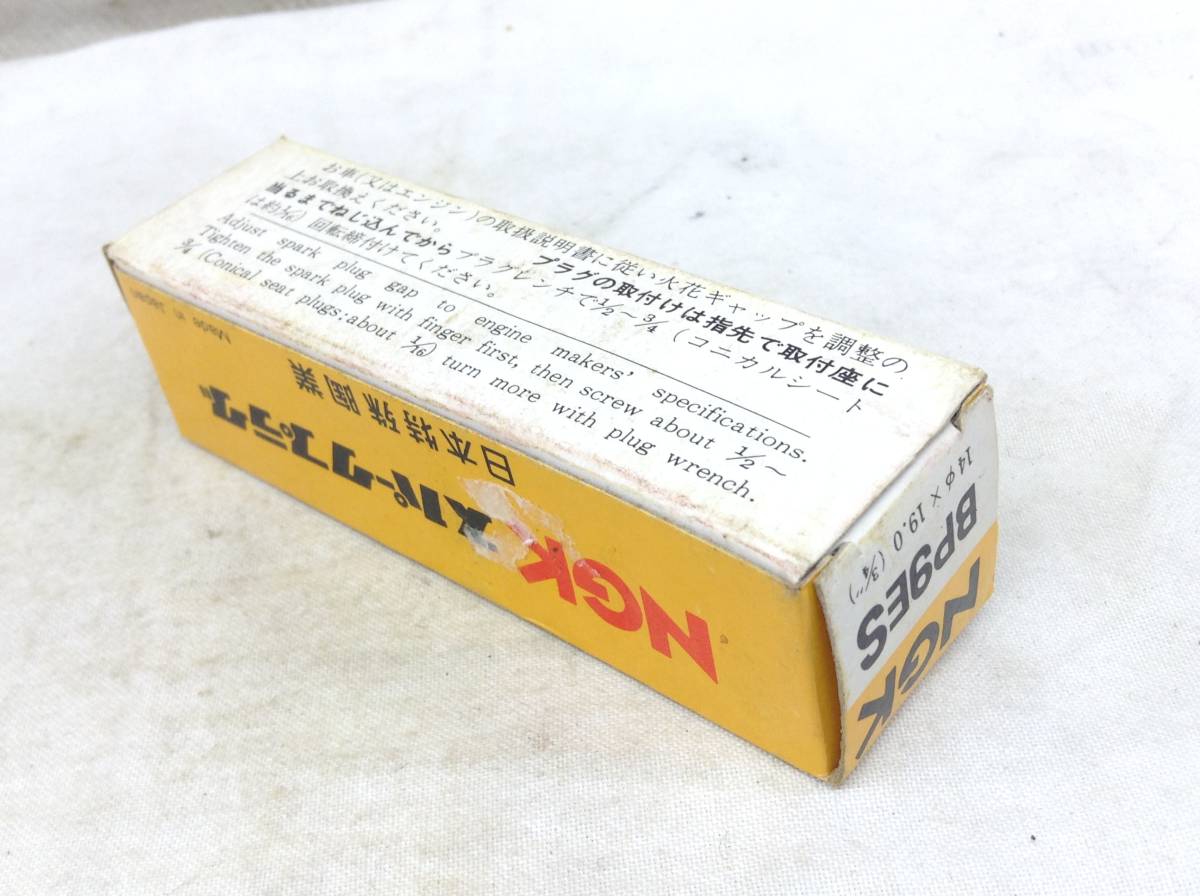 お車(又はエンジン)の取扱説明書に従い火花ギャップを調整の
上お取換えください。 プラグの取付けは指先で取付座に
当るまでねじ込んでからプラグレンチで½〜¾(コニカルシート
は約1/16)回転締付けてください。
Adjust spark plug gap to engine makers' specifications.
Tighten the spark plug with finger first, then screw about ½〜
¾ (Conical seat plugs:about 1/16) turn more with plug wrench.
NGK スパークプラグ
日本特殊陶業
Made in Japan
NGK
BP9ES
14φ × 19.0 (¾")